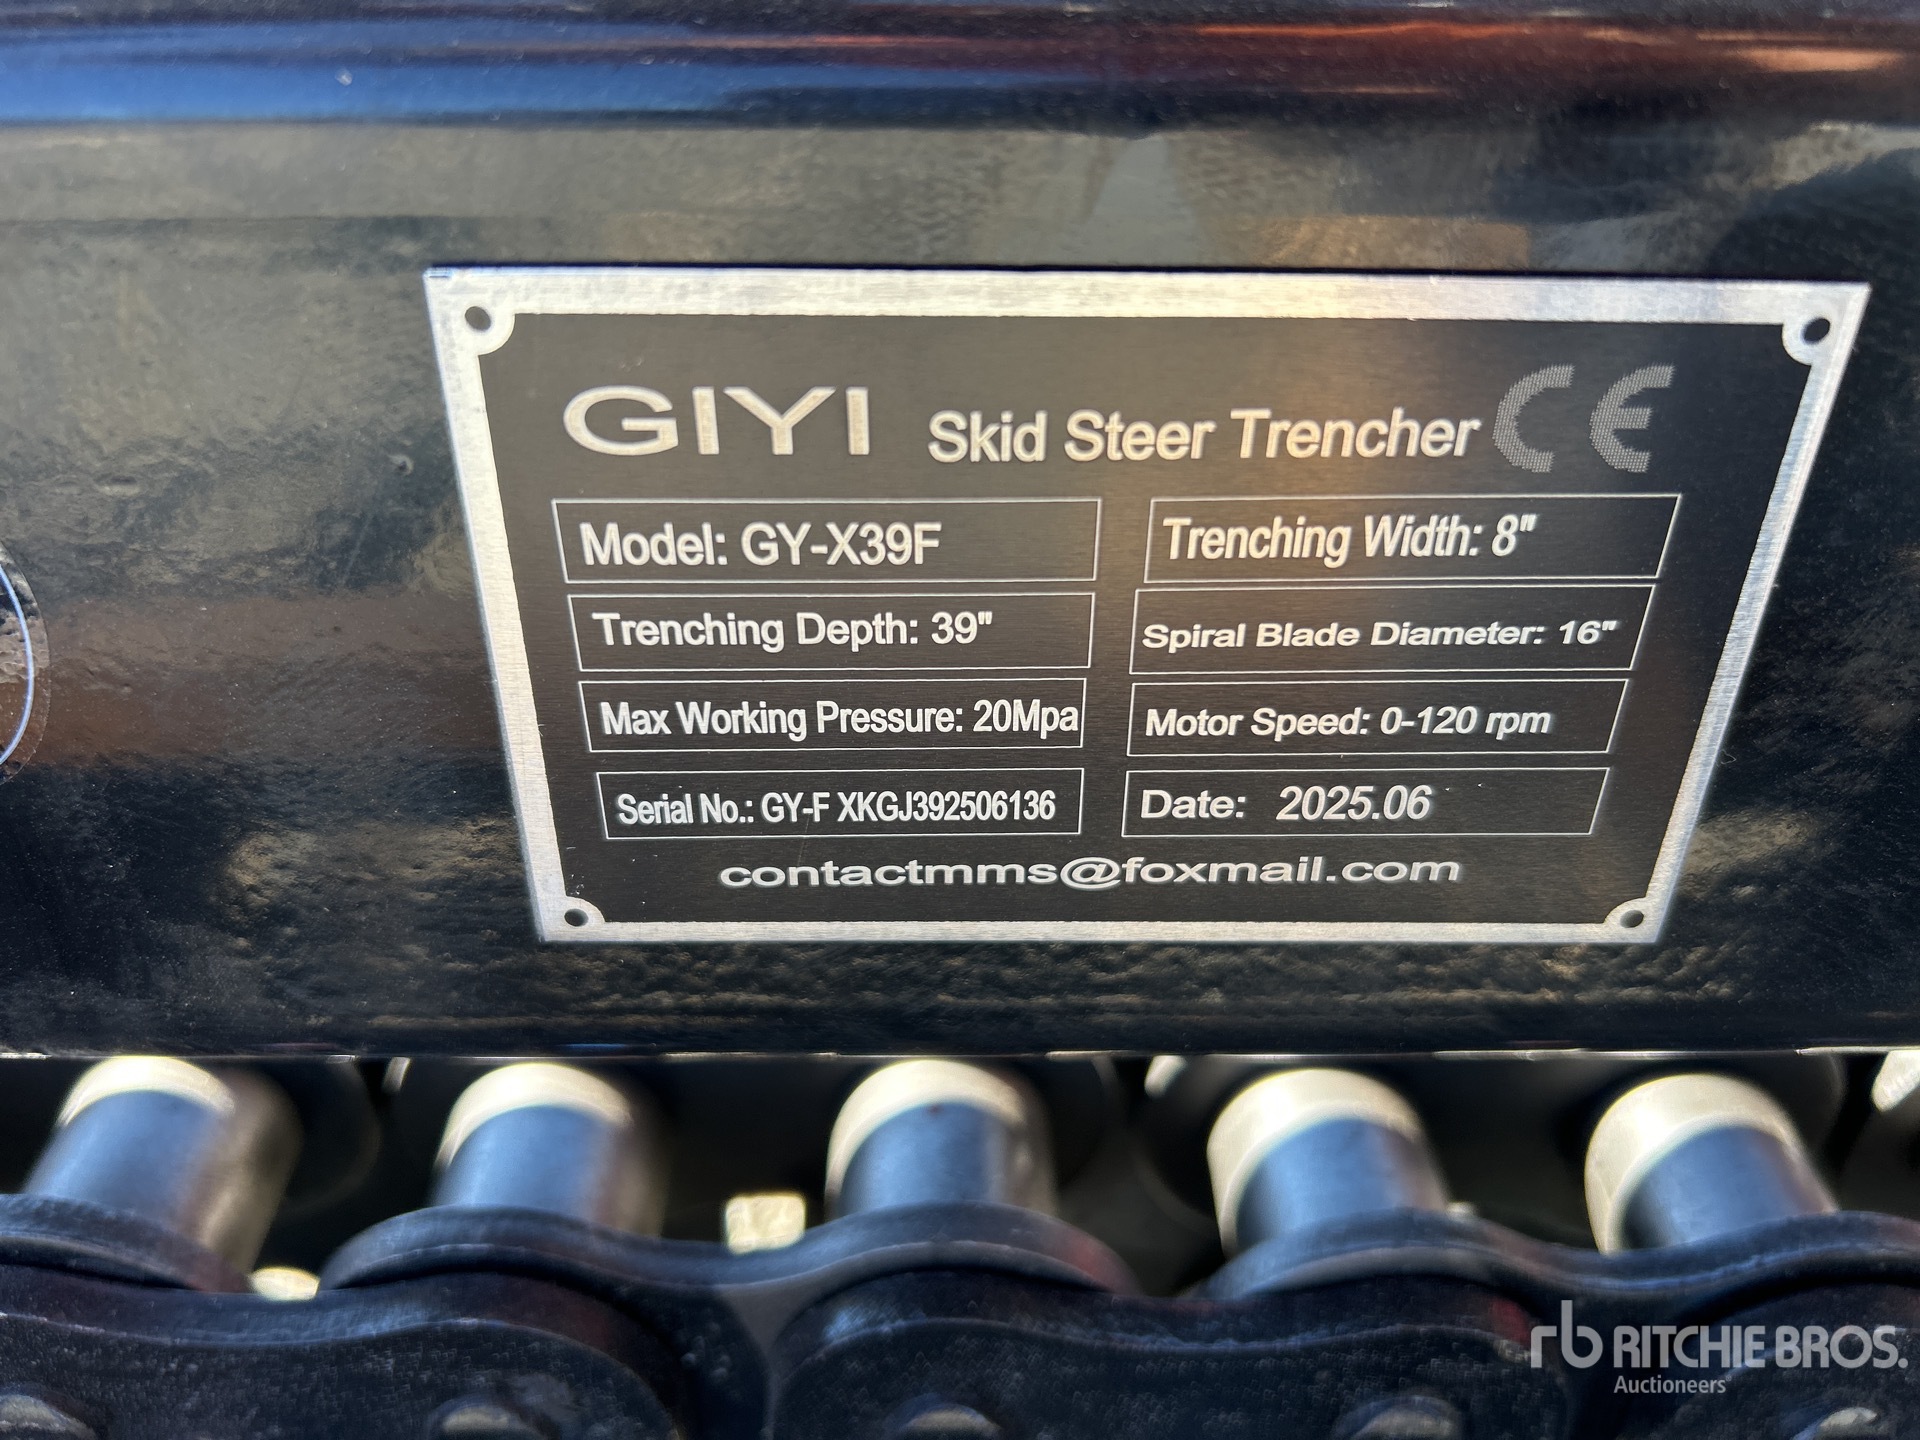 GIYI Skid Steer Trencher CE
Model: GY-X39F
Trenching Width: 8"
Trenching Depth: 39"
Spiral Blade Diameter: 16"
Max Working Pressure: 20Mpa
Motor Speed: 0-120 rpm
Serial No.: GY-F XKGJ392506136
Date: 2025.06
contactmms@foxmail.com
rb RITCHIE BROS.
Auctioneers